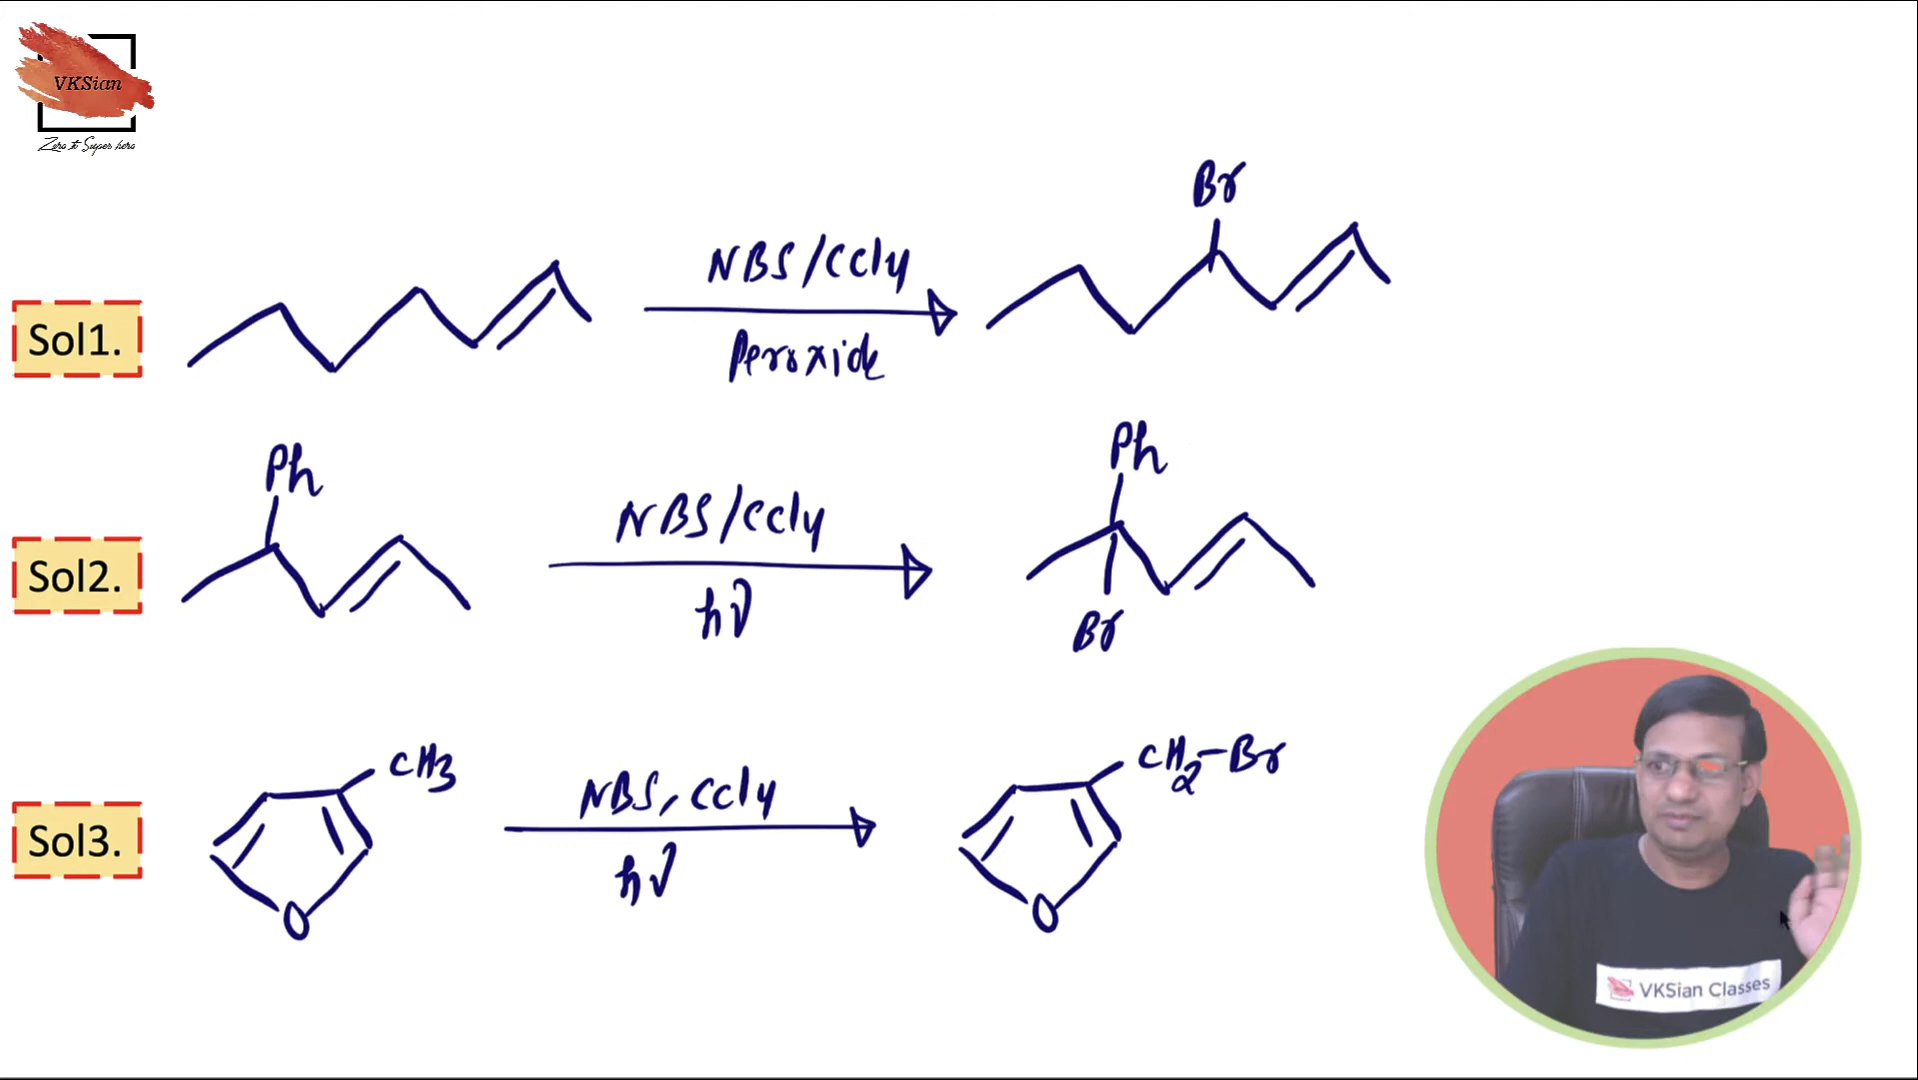 VKSian
Zero to Super hero
Br
NBS/CCl4
Sol1.
Peroxide
Ph
Ph
NBS/CCl4
Sol2.
hν
Br
CH3
CH2-Br
NBS, CCl4
Sol3.
hν
O
O
VKSian Classes